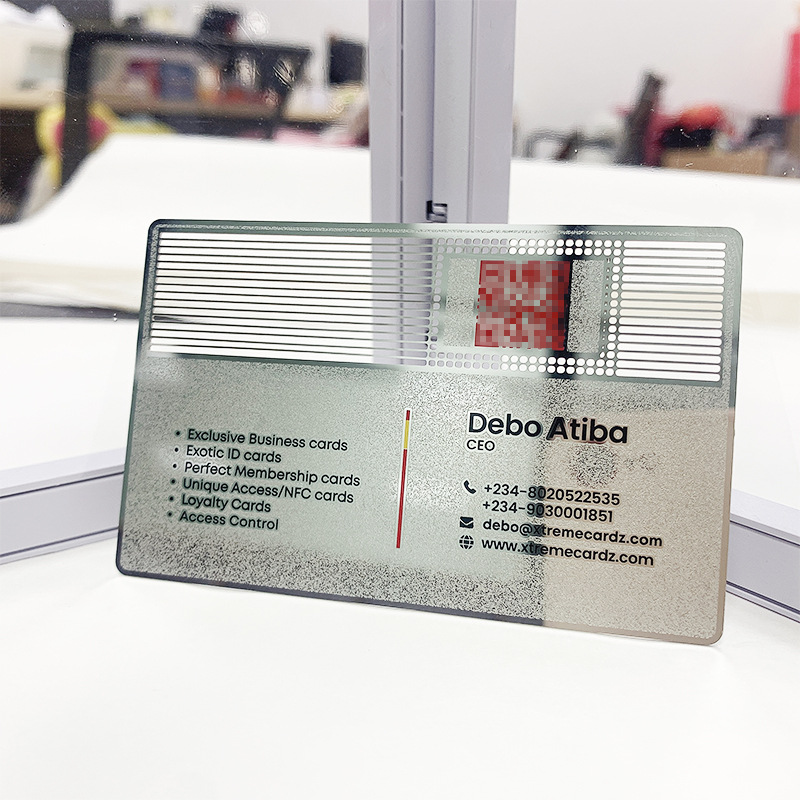 • Exclusive Business cards
• Exotic ID cards
• Perfect Membership cards
• Unique Access/NFC cards
• Loyalty Cards
• Access Control
Debo Atiba
CEO
+234-8020522535
+234-9030001851
debo@xtremecardz.com
www.xtremecardz.com